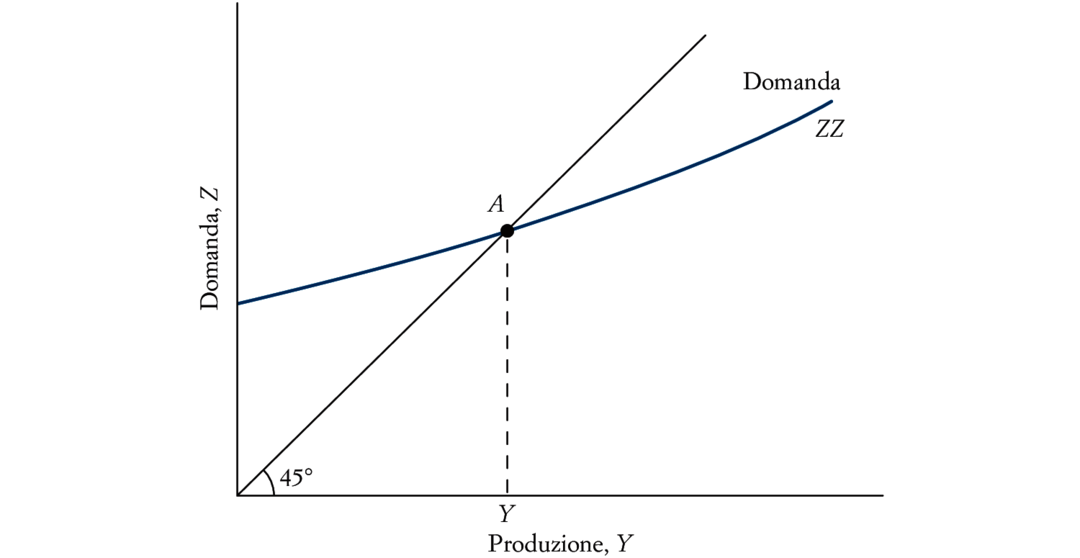 Domanda
ZZ
A
Domanda, Z
45°
Y
Produzione, Y